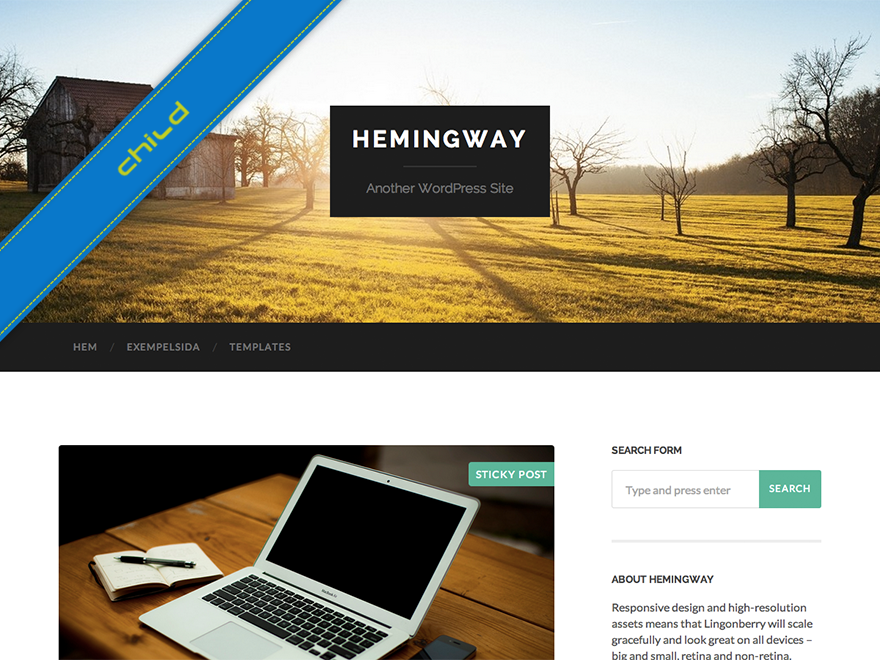 chiLd
HEMINGWAY
Another WordPress Site
HEM / EXEMPELSIDA / TEMPLATES
STICKY POST
SEARCH FORM
Type and press enter
SEARCH
ABOUT HEMINGWAY
Responsive design and high-resolution
assets means that Lingonberry will scale
gracefully and look great on all devices –
big and small, retina and non-retina.